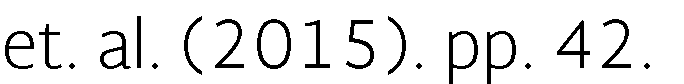 et. al. (2015). pp. 42.